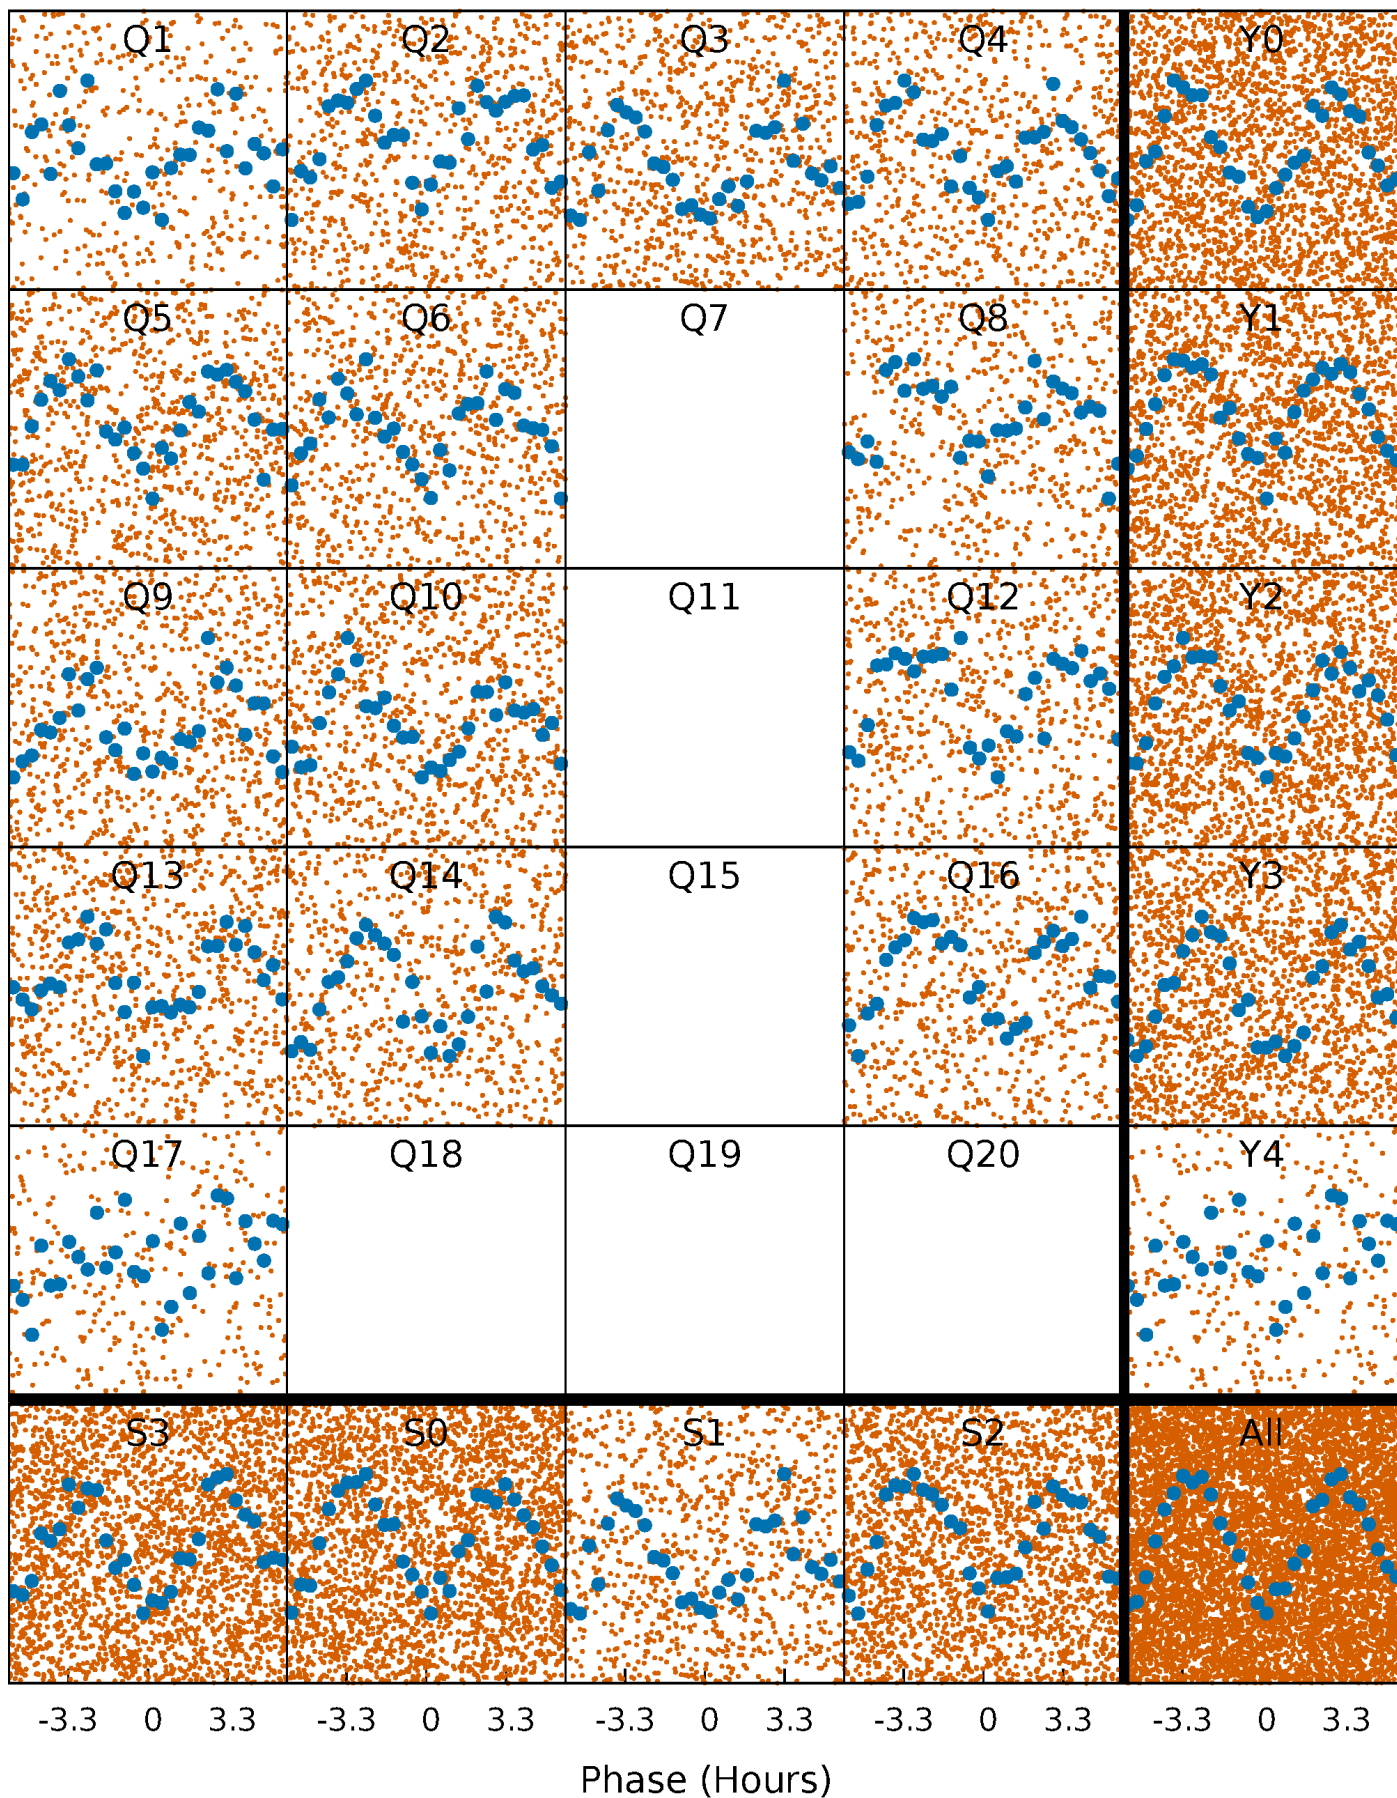 Q1 Q2 Q3 Q4 Y0
Q5 Q6 Q7 Q8 Y1
Q9 Q10 Q11 Q12 Y2
Q13 Q14 Q15 Q16 Y3
Q17 Q18 Q19 Q20 Y4
S3 S0 S1 S2 All
-3.3 0 3.3 -3.3 0 3.3 -3.3 0 3.3 -3.3 0 3.3 -3.3 0 3.3
Phase (Hours)